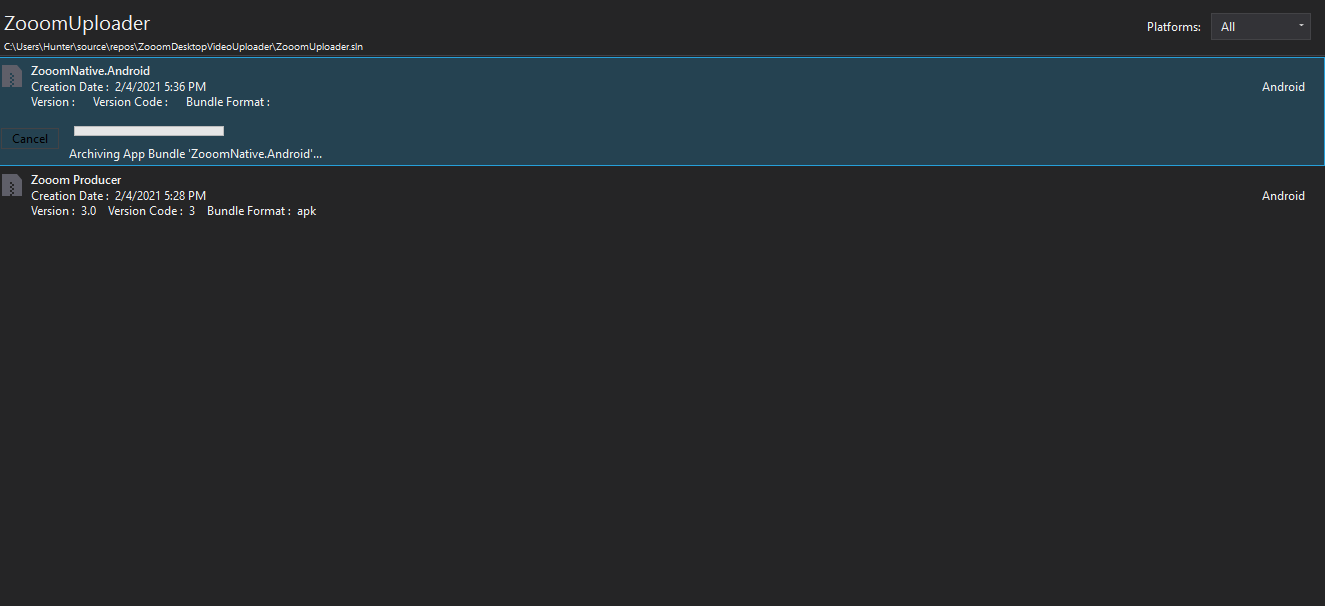 ZooomUploader
Platforms: All
C:\Users\Hunter\source\repos\ZooomDesktopVideoUploader\ZooomUploader.sln
ZooomNative.Android
Creation Date : 2/4/2021 5:36 PM
Android
Version : Version Code : Bundle Format :
Cancel
Archiving App Bundle 'ZooomNative.Android'...
Zooom Producer
Creation Date : 2/4/2021 5:28 PM
Android
Version : 3.0 Version Code : 3 Bundle Format : apk